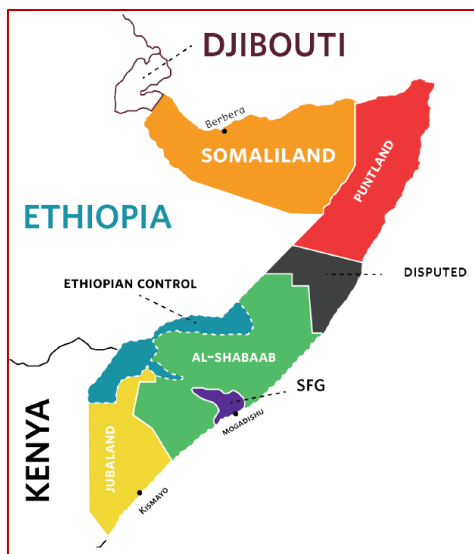 DJIBOUTI
Berbera
SOMALILAND
PUNTLAND
ETHIOPIA
DISPUTED
ETHIOPIAN CONTROL
AL-SHABAAB
SFG
MOGADISHU
KENYA
JUBALAND
KISMAYO